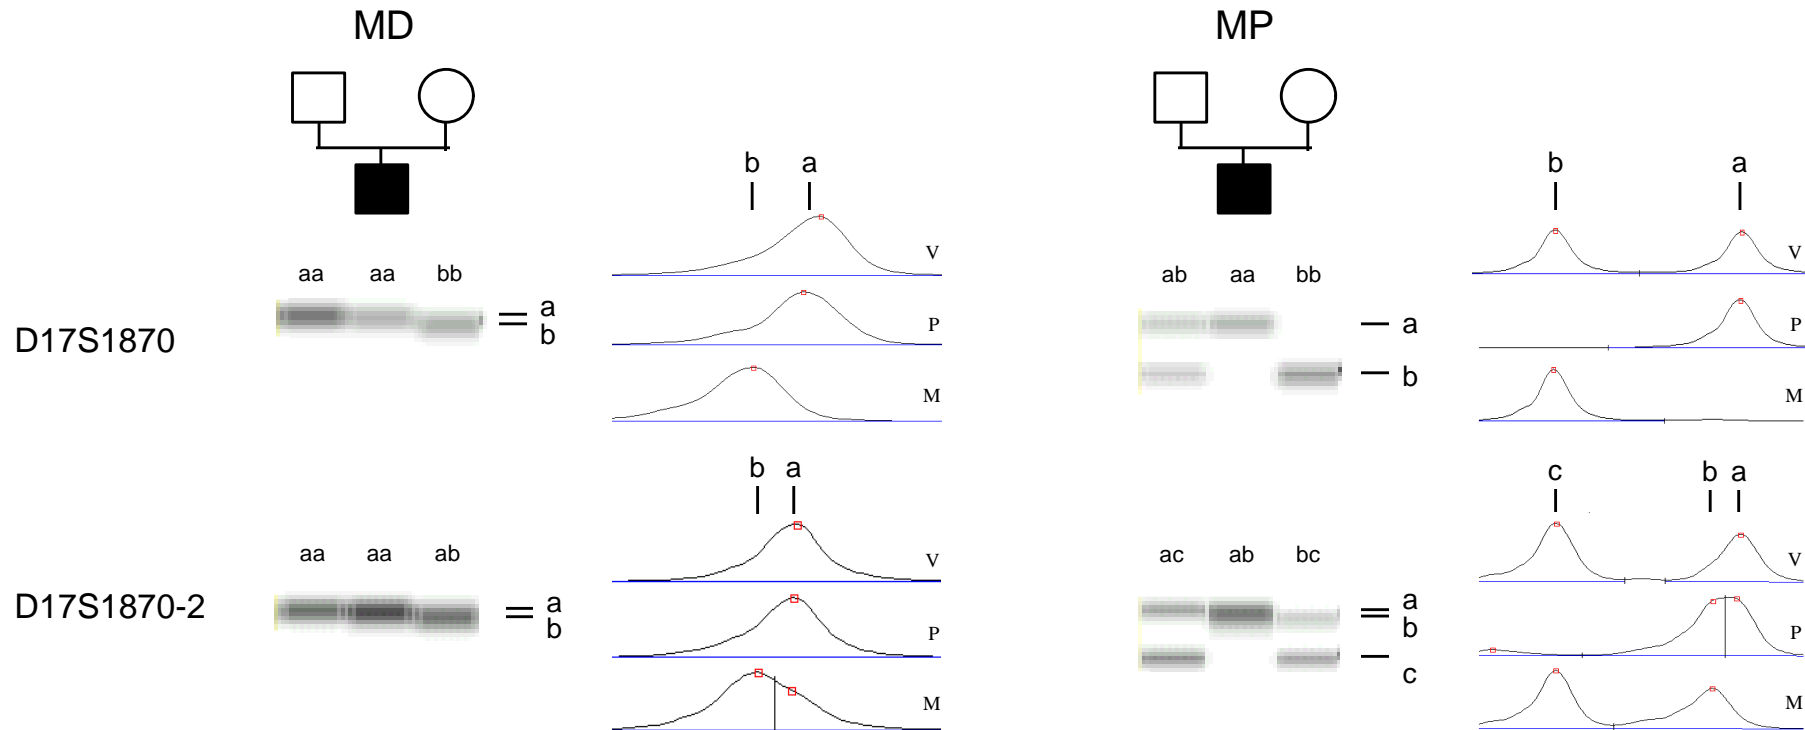 MD
MP
b a
b a
V
P
M
V
P
M
aa aa bb
ab aa bb
a
b
a
b
D17S1870
b a
c b a
V
P
M
V
P
M
aa aa ab
ac ab bc
a
b
a
b
c
D17S1870-2